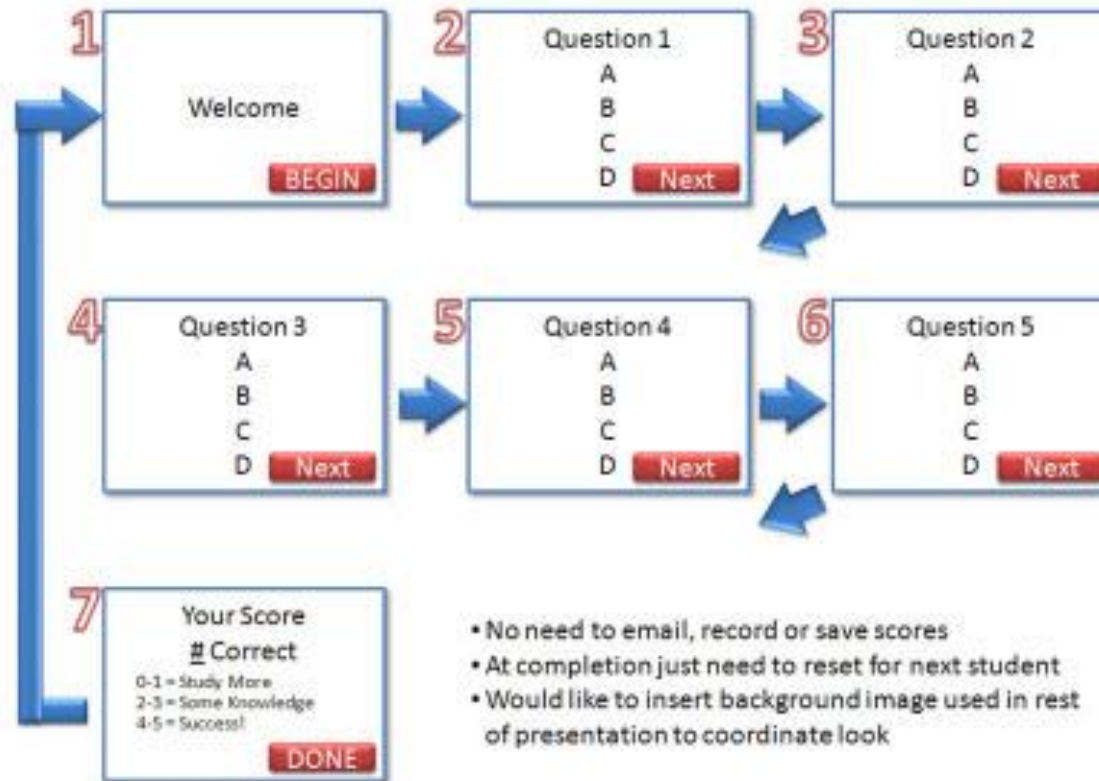 1
Welcome
BEGIN
2
Question 1
A
B
C
D
Next
3
Question 2
A
B
C
D
Next
4
Question 3
A
B
C
D
Next
5
Question 4
A
B
C
D
Next
6
Question 5
A
B
C
D
Next
7
Your Score
# Correct
0-1 = Study More
2-3 = Some Knowledge
4-5 = Success!
DONE
• No need to email, record or save scores
• At completion just need to reset for next student
• Would like to insert background image used in rest
of presentation to coordinate look